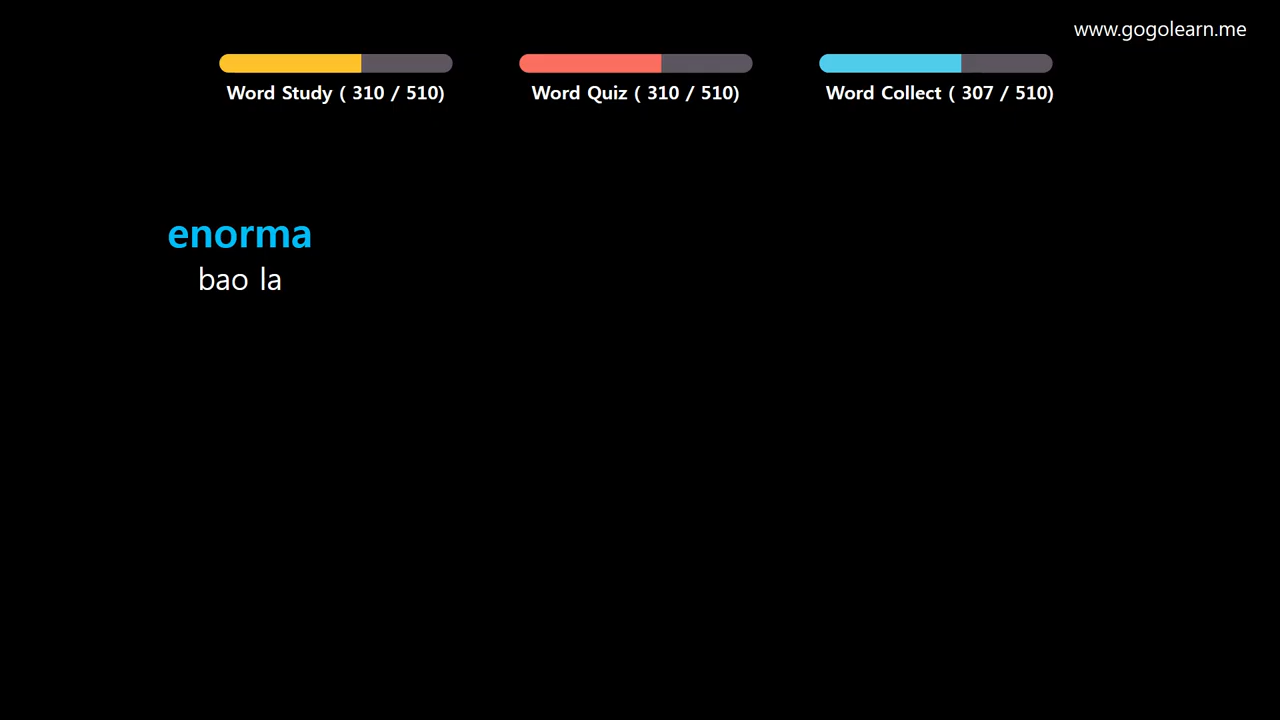 www.gogolearn.me
Word Study ( 310 / 510)
Word Quiz ( 310 / 510)
Word Collect ( 307 / 510)
enorma
bao la